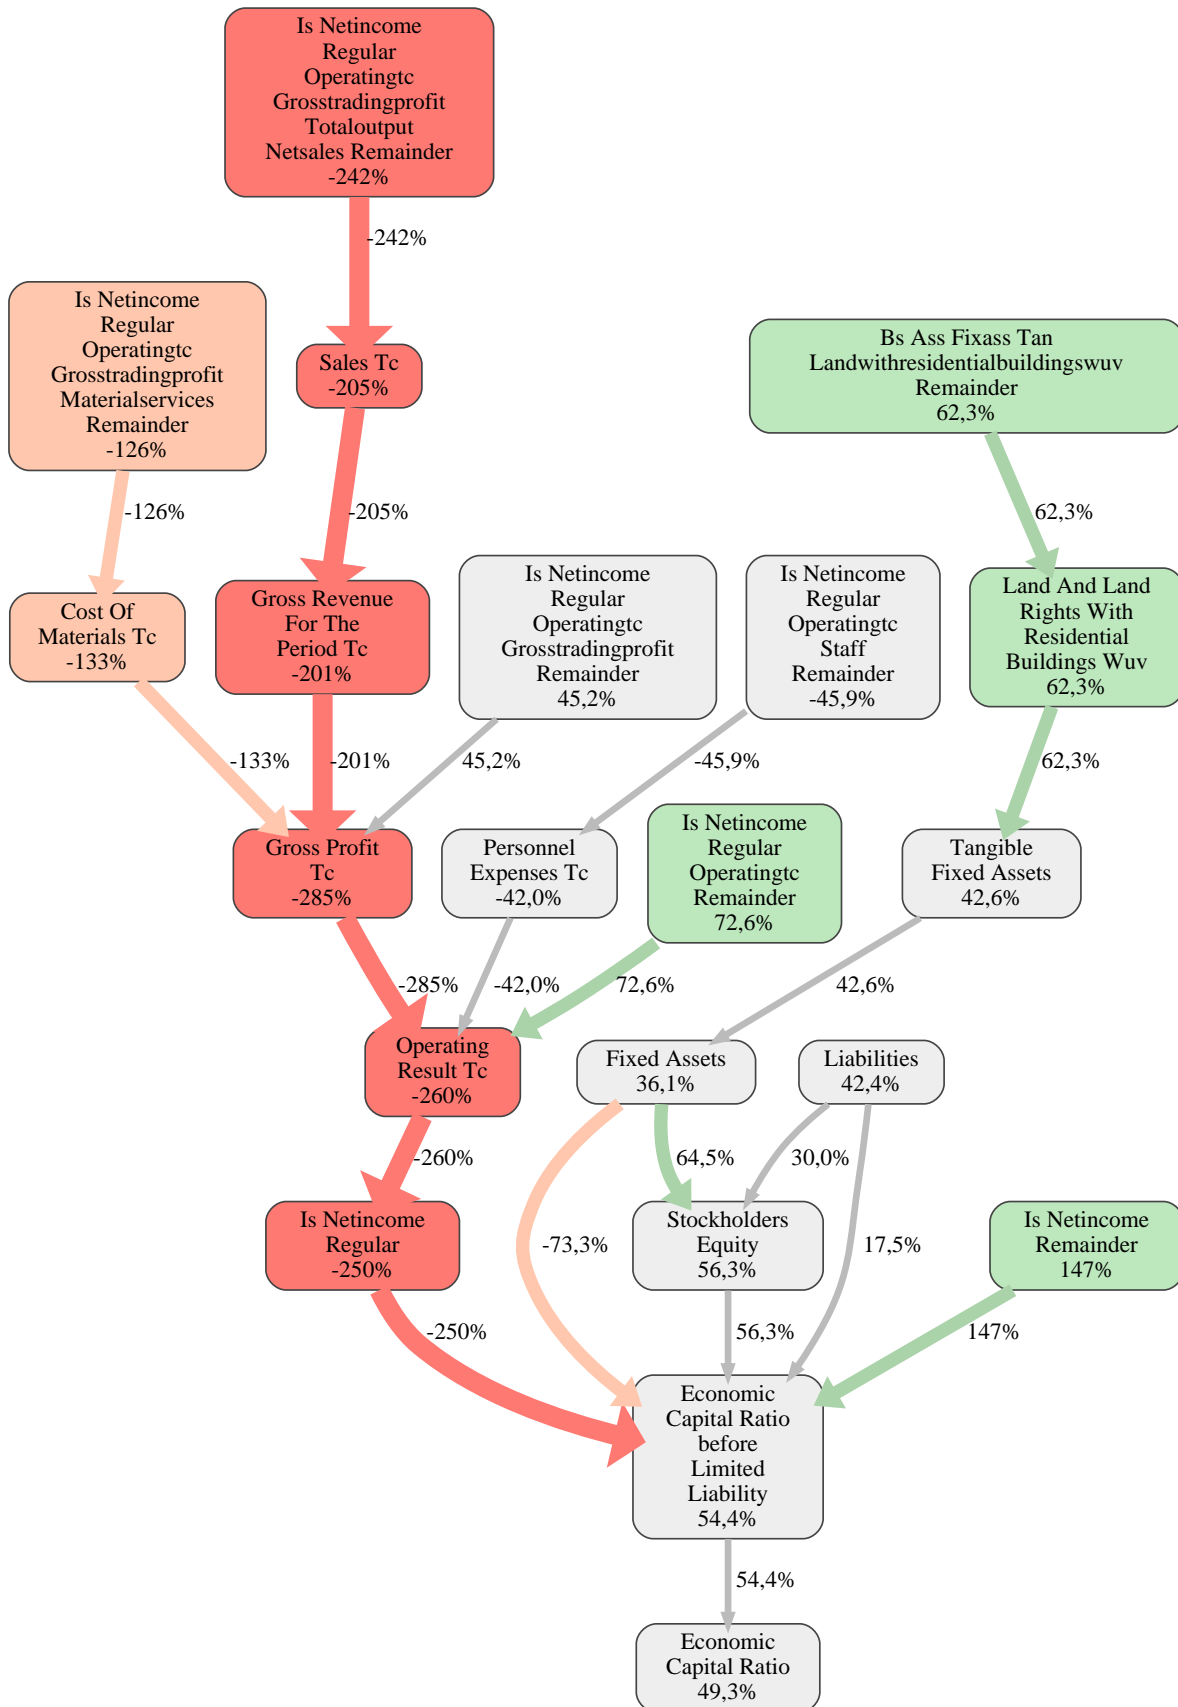 Is Netincome
Regular
Operatingtc
Grosstradingprofit
Totaloutput
Netsales Remainder
-242%
-242%
Is Netincome
Regular
Operatingtc
Grosstradingprofit
Materialservices
Remainder
-126%
Sales Tc
-205%
Bs Ass Fixass Tan
Landwithresidentialbuildingswuv
Remainder
62,3%
-126%
-205%
62,3%
Cost Of
Materials Tc
-133%
Gross Revenue
For The
Period Tc
-201%
Is Netincome
Regular
Operatingtc
Grosstradingprofit
Remainder
45,2%
Is Netincome
Regular
Operatingtc
Staff
Remainder
-45,9%
Land And Land
Rights With
Residential
Buildings Wuv
62,3%
-133%
-201%
45,2%
-45,9%
62,3%
Gross Profit
Tc
-285%
Personnel
Expenses Tc
-42,0%
Is Netincome
Regular
Operatingtc
Remainder
72,6%
Tangible
Fixed Assets
42,6%
-285%
-42,0%
72,6%
42,6%
Operating
Result Tc
-260%
Fixed Assets
36,1%
Liabilities
42,4%
-260%
64,5%
30,0%
Is Netincome
Regular
-250%
-73,3%
Stockholders
Equity
56,3%
17,5%
Is Netincome
Remainder
147%
-250%
56,3%
147%
Economic
Capital Ratio
before
Limited
Liability
54,4%
54,4%
Economic
Capital Ratio
49,3%